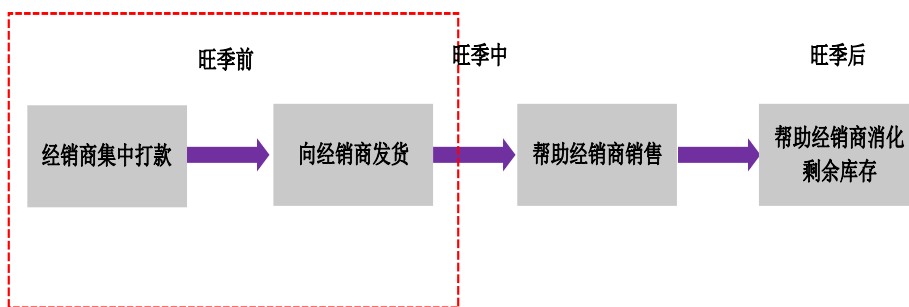 旺季前
旺季中
旺季后
经销商集中打款
向经销商发货
帮助经销商销售
帮助经销商消化
剩余库存